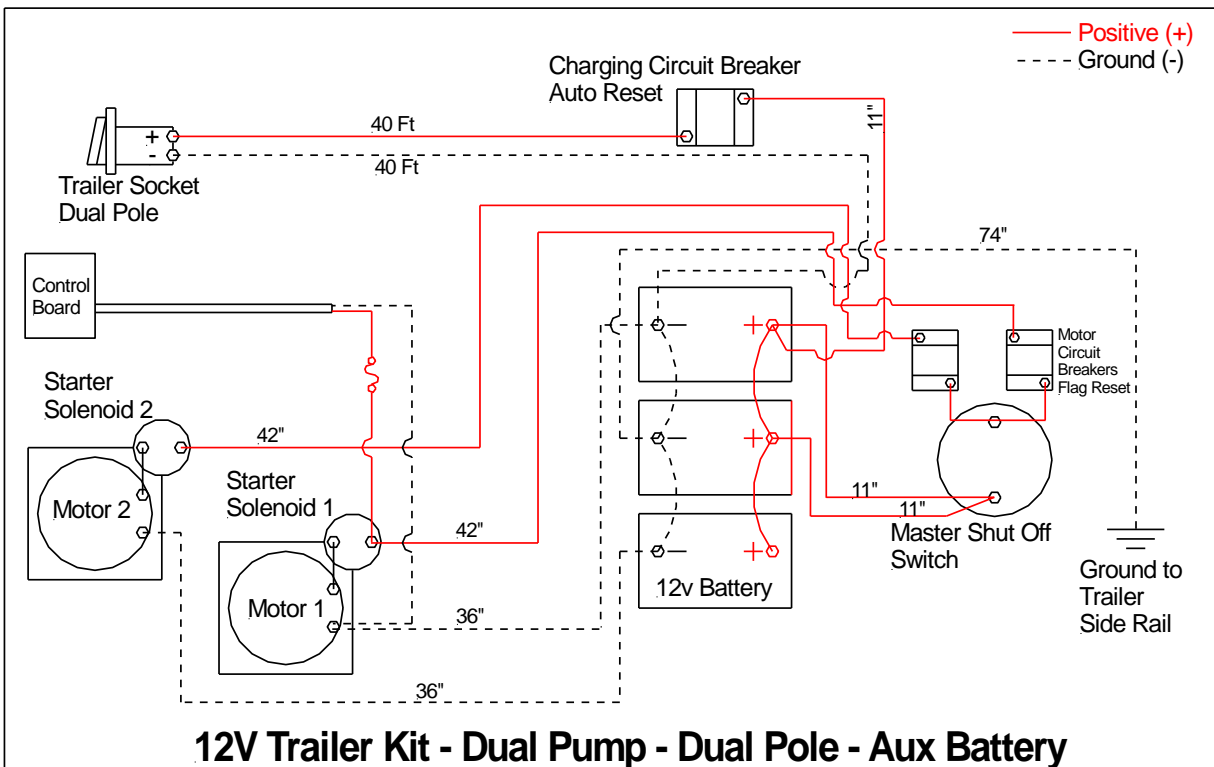 Positive (+)
Ground (-)
Charging Circuit Breaker
Auto Reset
40 Ft
11"
+
-
40 Ft
Trailer Socket
Dual Pole
74"
Control
Board
Motor
Circuit
Breakers
Flag Reset
Starter
Solenoid 2
42"
Starter
Solenoid 1
Motor 2
42"
11"
11"
Master Shut Off
Switch
12v Battery
Ground to
Trailer
Side Rail
Motor 1
36"
36"
— +
— +
— +
12V Trailer Kit - Dual Pump - Dual Pole - Aux Battery